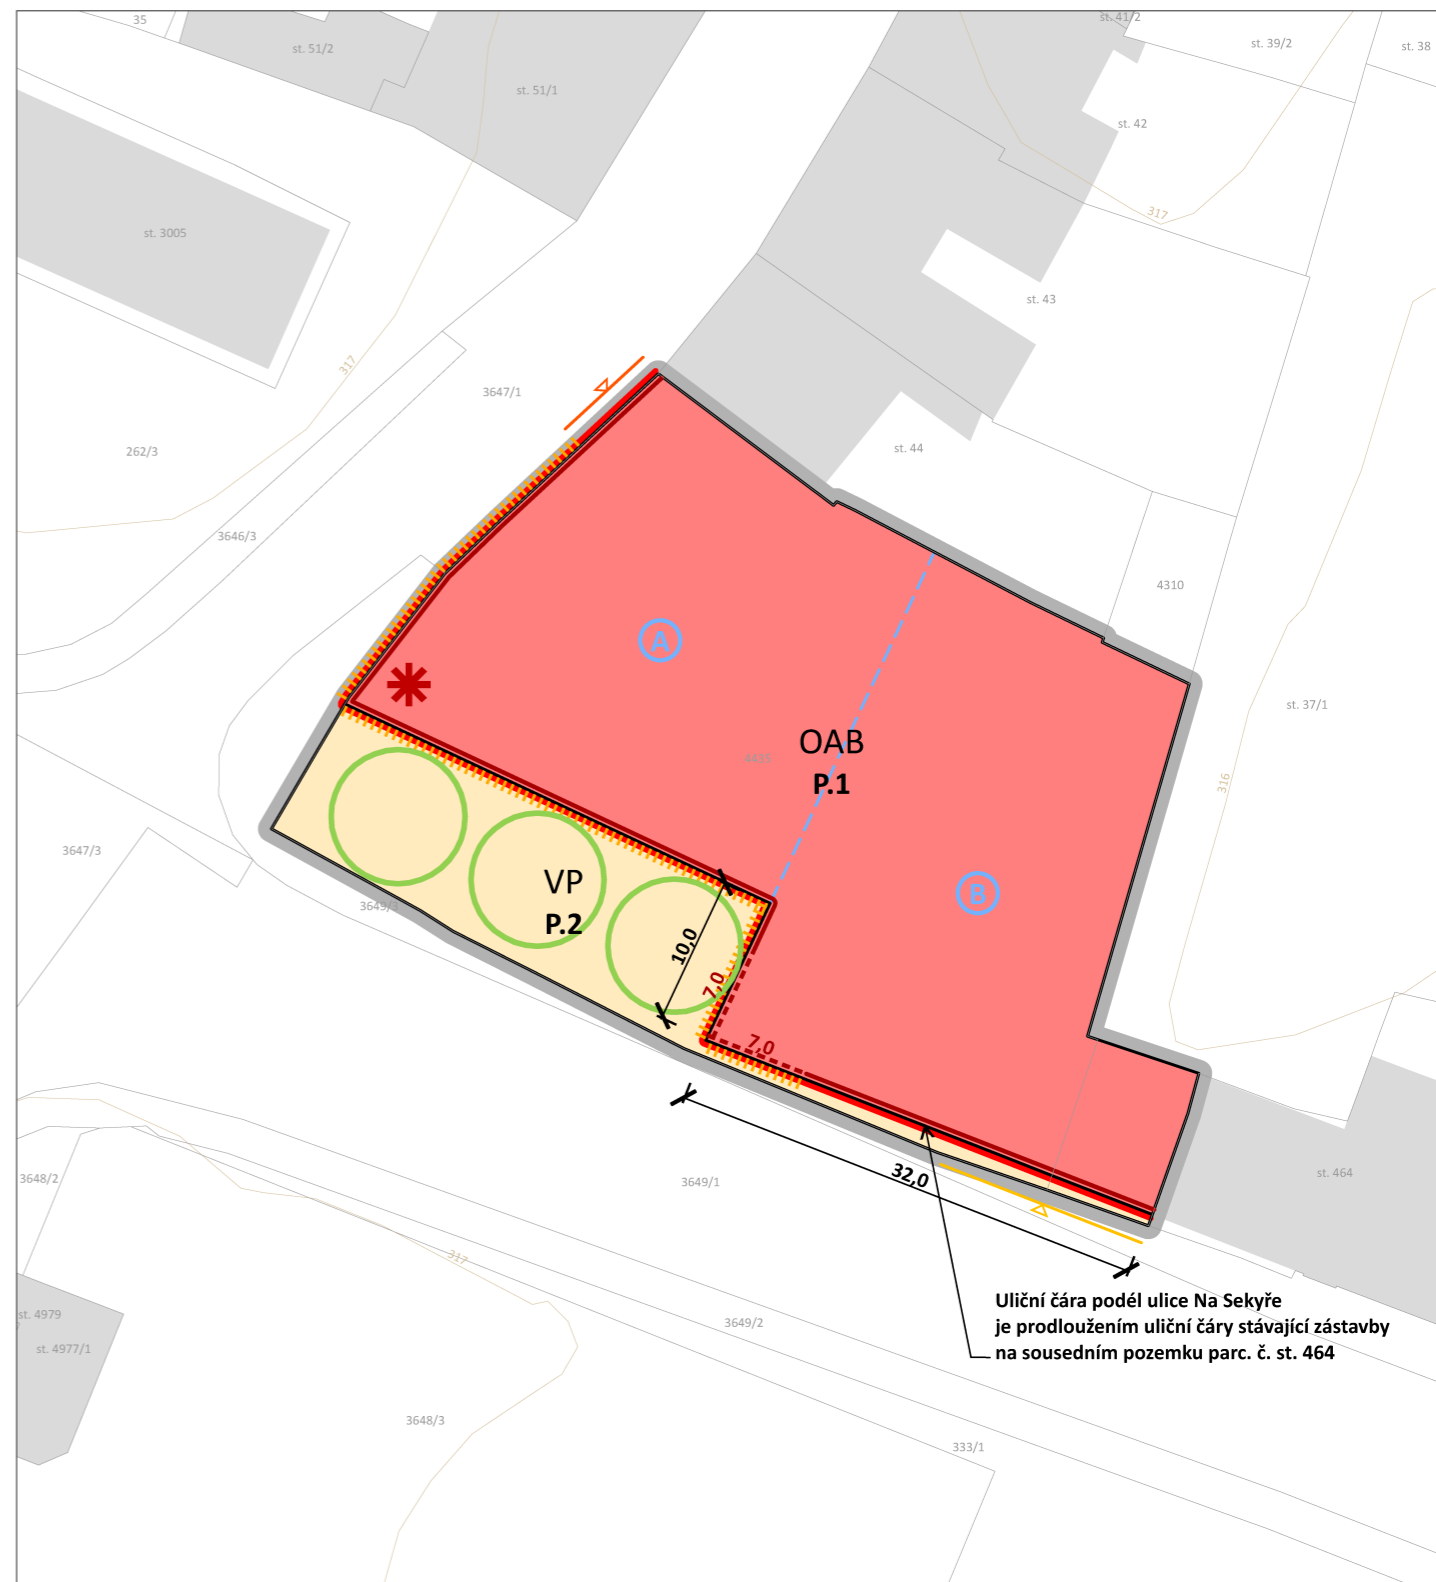 35
st. 51/2
st. 41/2
st. 39/2
st. 38
st. 51/1
st. 42
st. 3005
317
st. 43
317
3647/1
262/3
st. 44
3646/3
4310
A
st. 37/1
OAB
4435
P.1
316
3647/3
VP
P.2
B
3649/3
10,0
7,0
7,0
3648/2
3649/1
32,0
st. 464
317
Uliční čára podél ulice Na Sekyře
je prodloužením uliční čáry stávající zástavby
na sousedním pozemku parc. č. st. 464
st. 4979
3649/2
st. 4977/1
3648/3
333/1